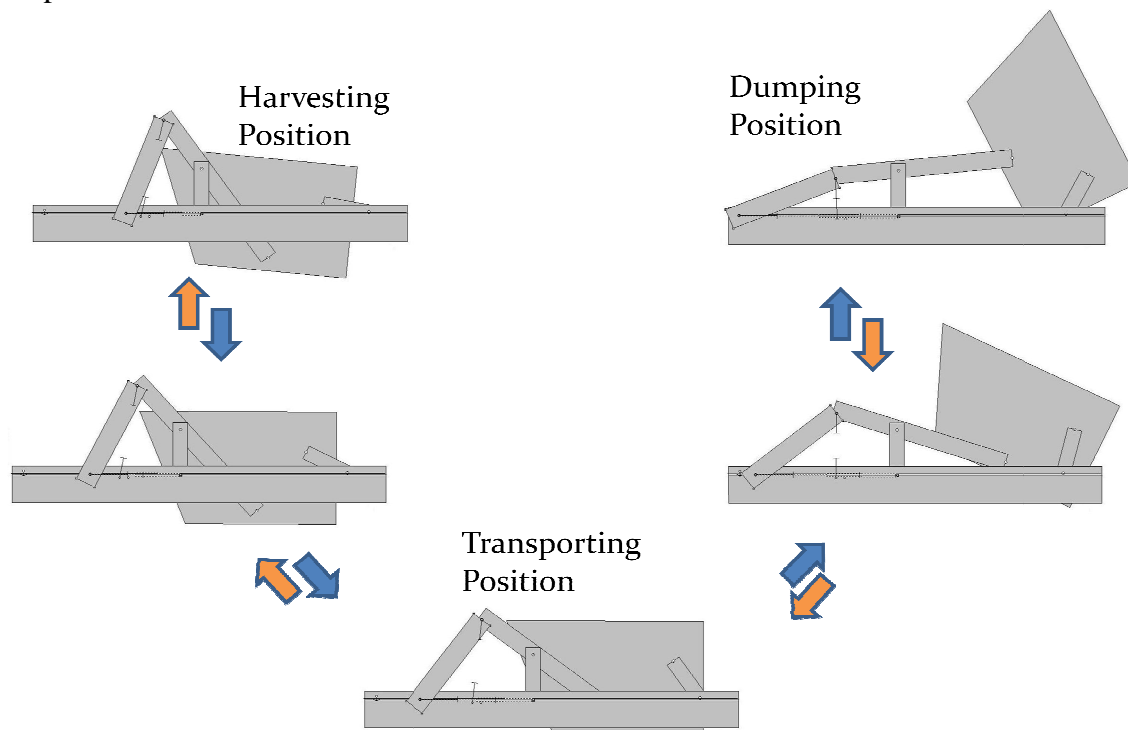 Harvesting
Position
Dumping
Position
Transporting
Position